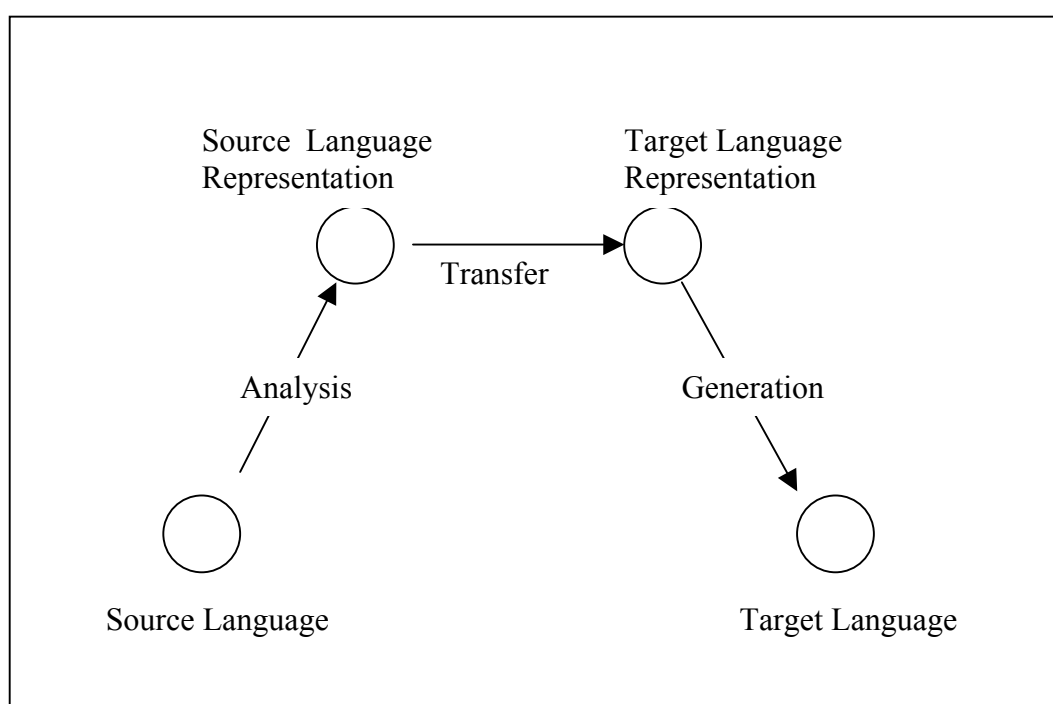 Source Language
Representation
Target Language
Representation
Transfer
Analysis
Generation
Source Language
Target Language